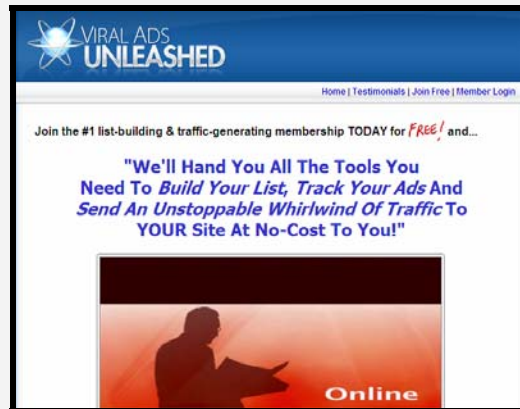 VIRAL ADS
UNLEASHED
Home | Testimonials | Join Free | Member Login
Join the #1 list-building & traffic-generating membership TODAY for FREE! and...
"We'll Hand You All The Tools You
Need To Build Your List, Track Your Ads And
Send An Unstoppable Whirlwind Of Traffic To
YOUR Site At No-Cost To You!"
Online